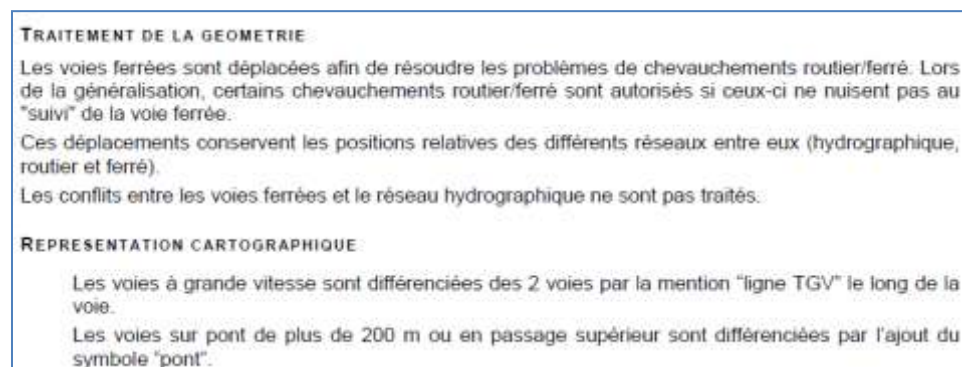 TRAITEMENT DE LA GEOMETRIE
Les voies ferrées sont déplacées afin de résoudre les problèmes de chevauchements routier/ferré. Lors
de la généralisation, certains chevauchements routier/ferré sont autorisés si ceux-ci ne nuisent pas au
"suivi" de la voie ferrée.
Ces déplacements conservent les positions relatives des différents réseaux entre eux (hydrographique,
routier et ferré).
Les conflits entre les voies ferrées et le réseau hydrographique ne sont pas traités.
REPRESENTATION CARTOGRAPHIQUE
Les voies à grande vitesse sont différenciées des 2 voies par la mention "ligne TGV" le long de la
voie.
Les voies sur pont de plus de 200 m ou en passage supérieur sont différenciées par l'ajout du
symbole "pont".